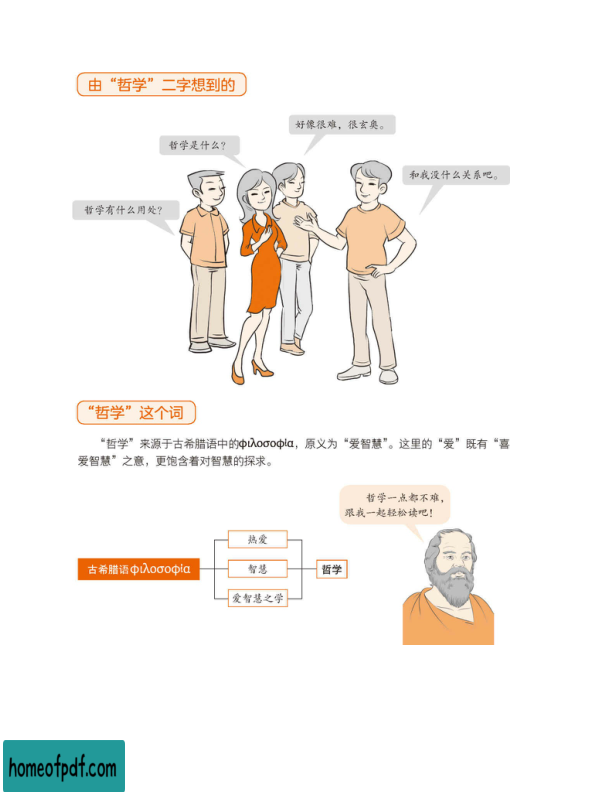 由“哲学”二字想到的
好像很难，很玄奥。
哲学是什么？
和我没什么关系吧。
哲学有什么用处？
“哲学”这个词
“哲学”来源于古希腊语中的φιλοσοφία，原义为“爱智慧”。这里的“爱”既有“喜
爱智慧”之意，更饱含着对智慧的探求。
哲学一点都不难，
跟我一起轻松读吧！
热爱
古希腊语φιλοσοφία
智慧
哲学
爱智慧之学
homeofpdf.com